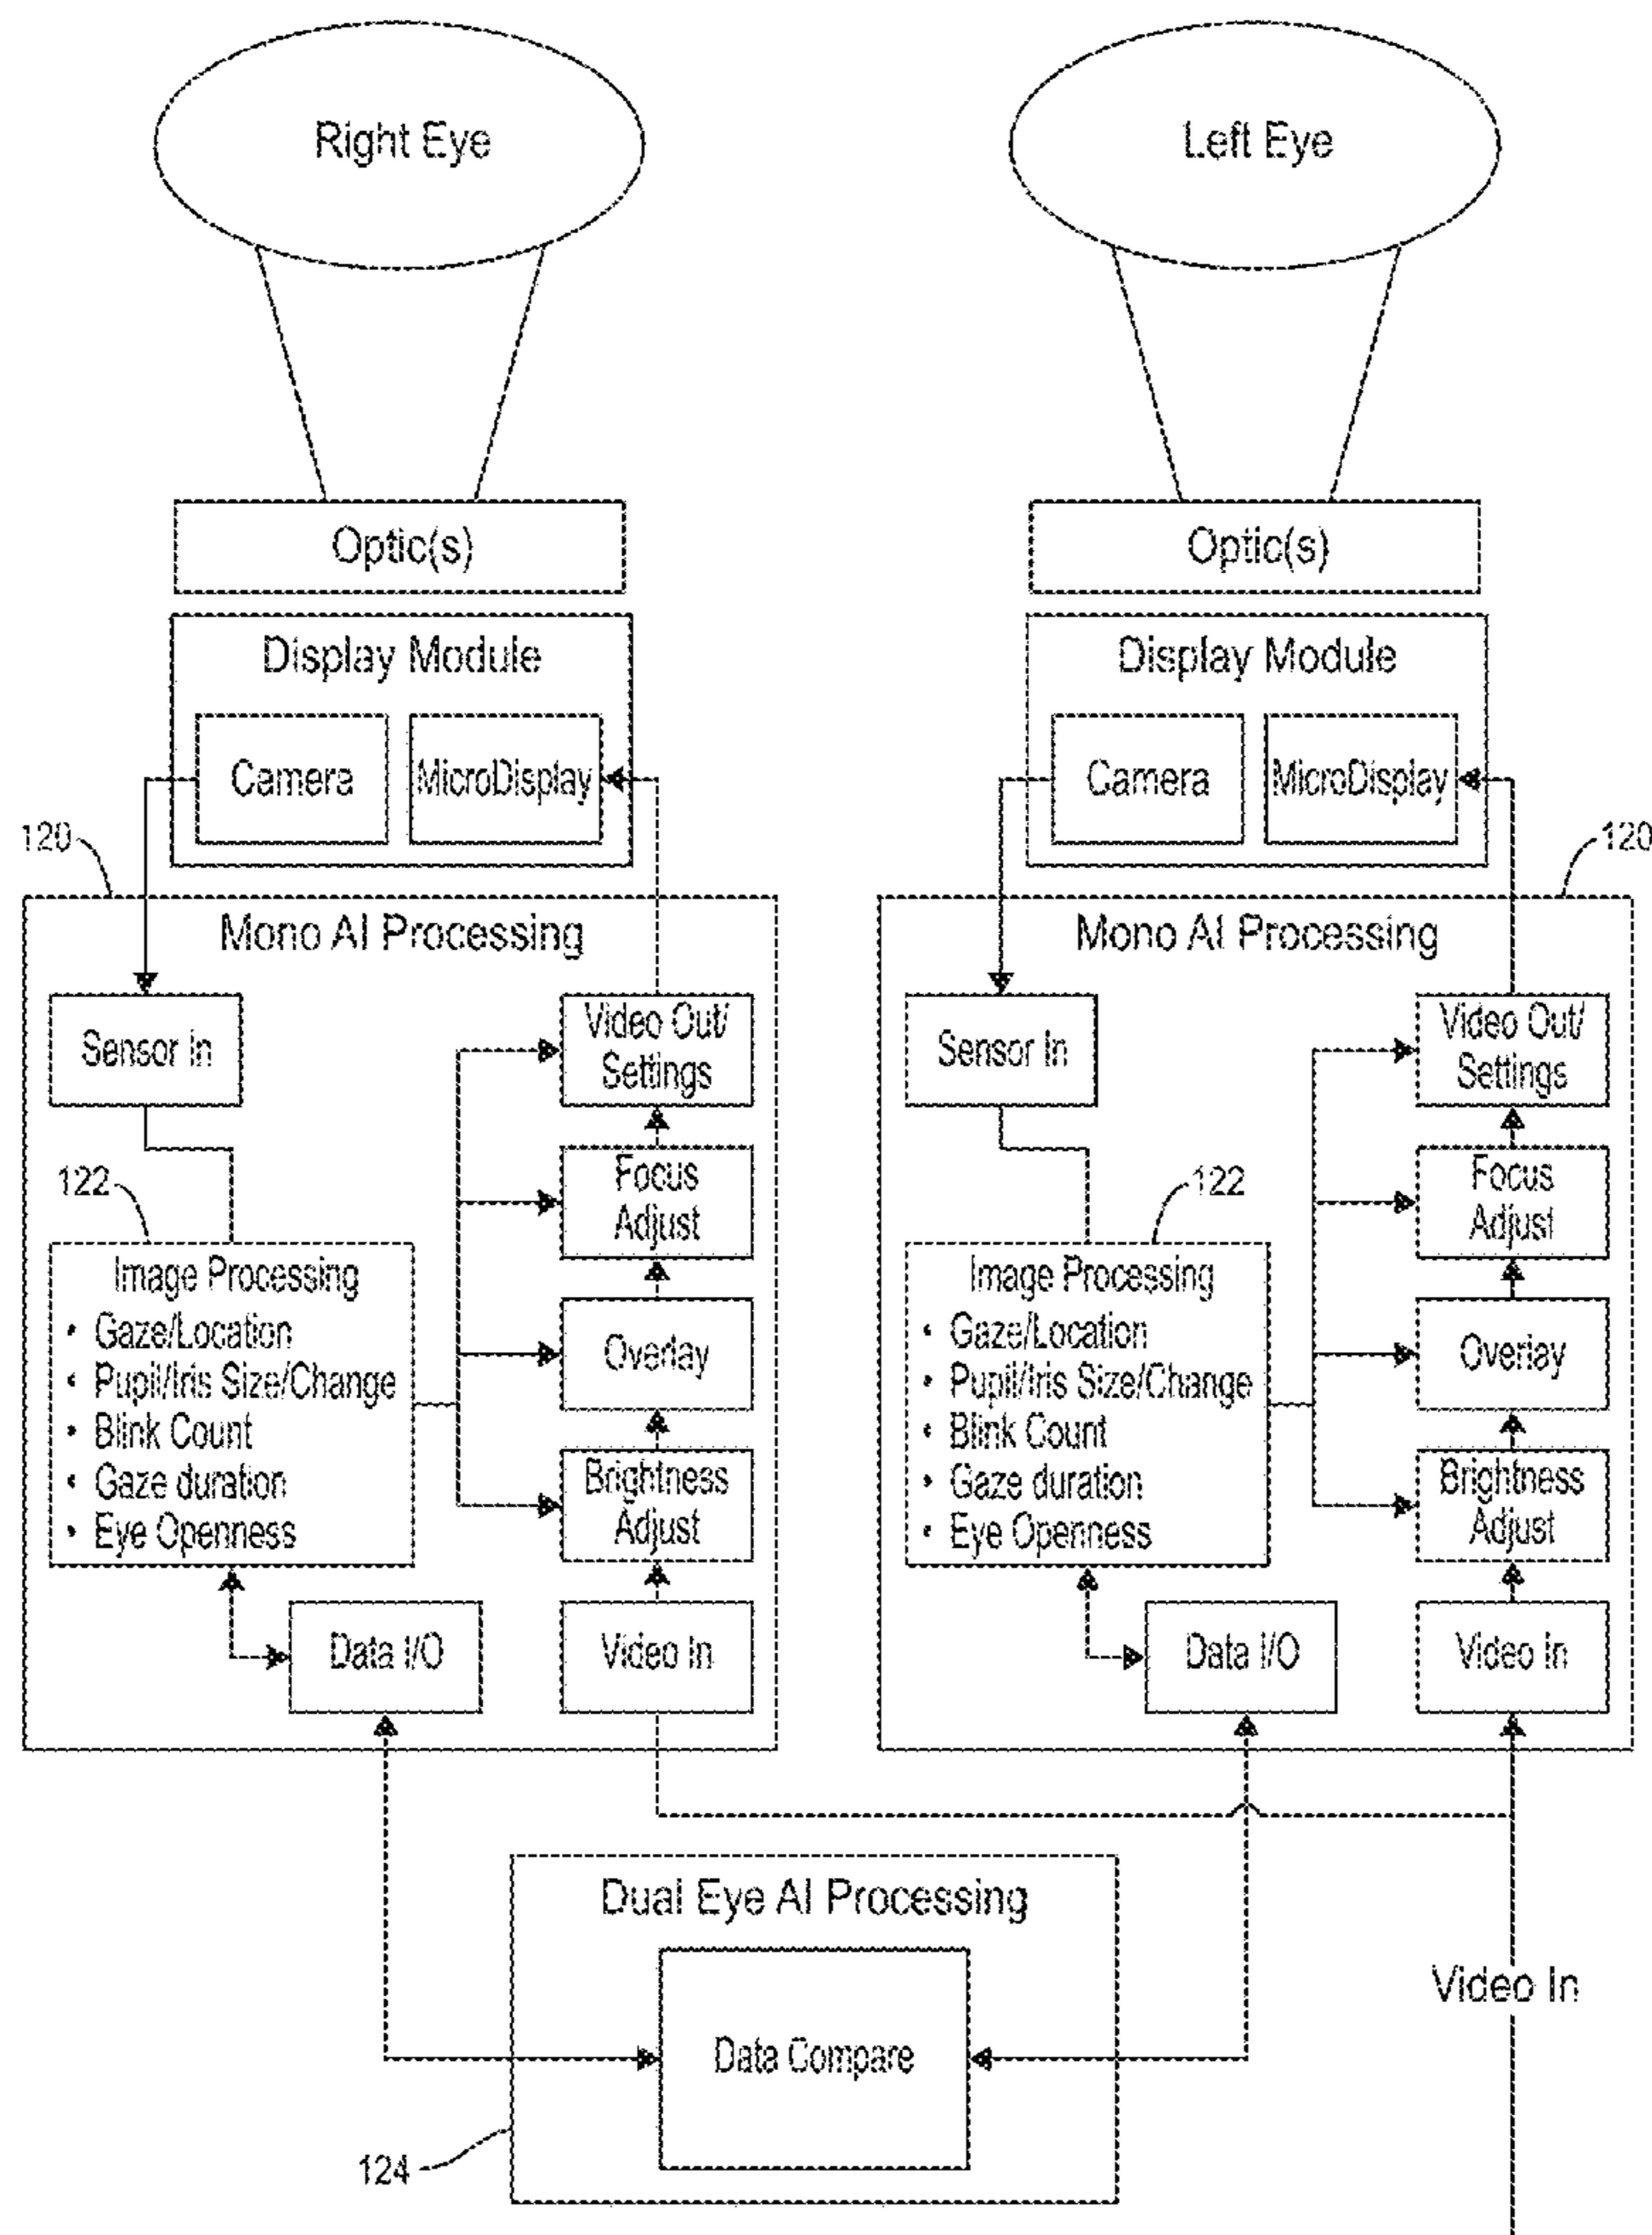 Right Eye
Optic(s)
Display Module
Camera
MicroDisplay
120
Mono AI Processing
Sensor In
Video Out/
Settings
Focus
Adjust
122
Image Processing
• Gaze/Location
• Pupil/Iris Size/Change
• Blink Count
• Gaze duration
• Eye Openness
Overlay
Brightness
Adjust
Data I/O
Video In
Left Eye
Optic(s)
Display Module
Camera
MicroDisplay
120
Mono AI Processing
Sensor In
Video Out/
Settings
Focus
Adjust
122
Image Processing
• Gaze/Location
• Pupil/Iris Size/Change
• Blink Count
• Gaze duration
• Eye Openness
Overlay
Brightness
Adjust
Data I/O
Video In
Dual Eye AI Processing
Data Compare
124
Video In